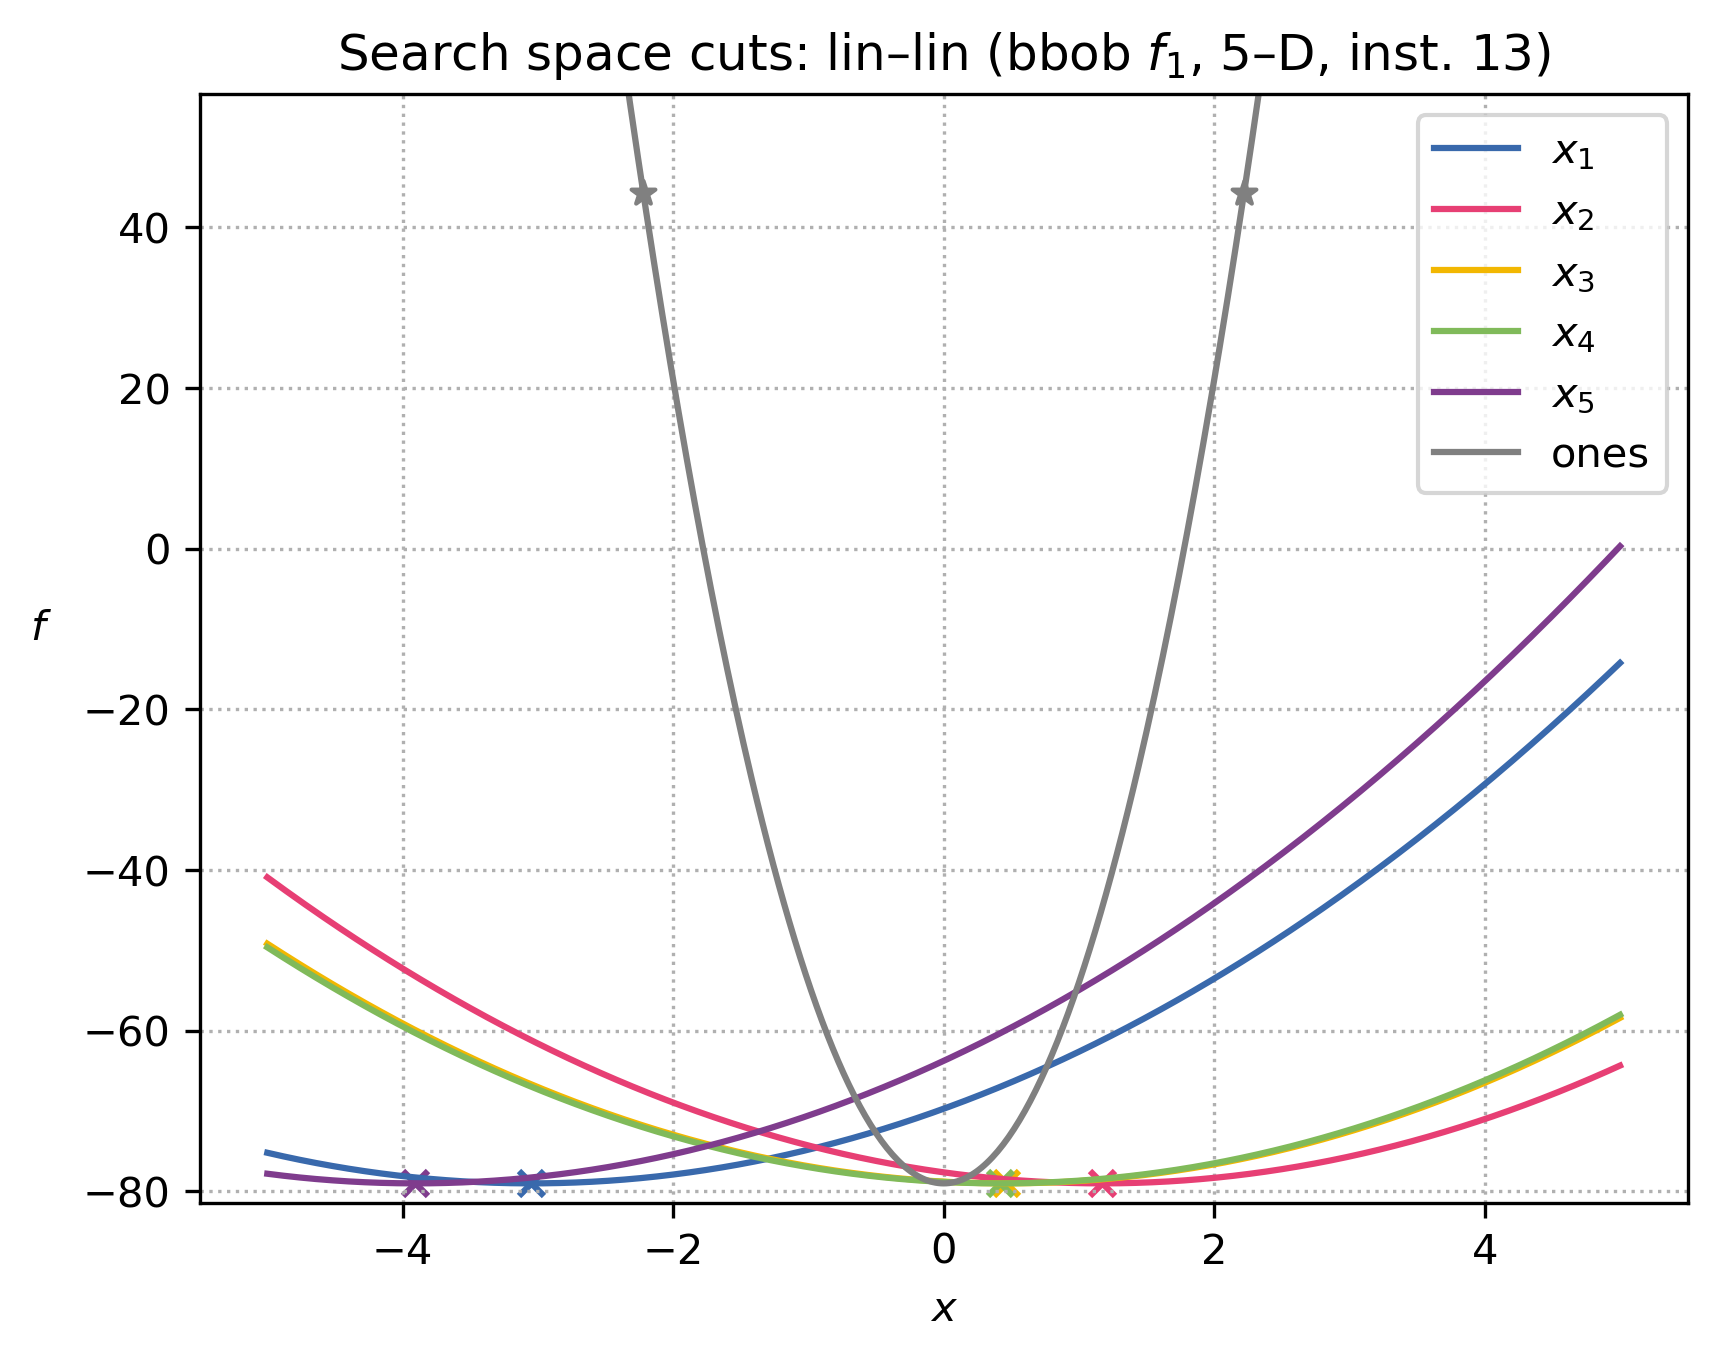 Search space cuts: lin–lin (bbob f₁, 5–D, inst. 13)
x₁
x₂
x₃
x₄
x₅
ones
40
20
0
−20
−40
−60
−80
f
−4 −2 0 2 4
x